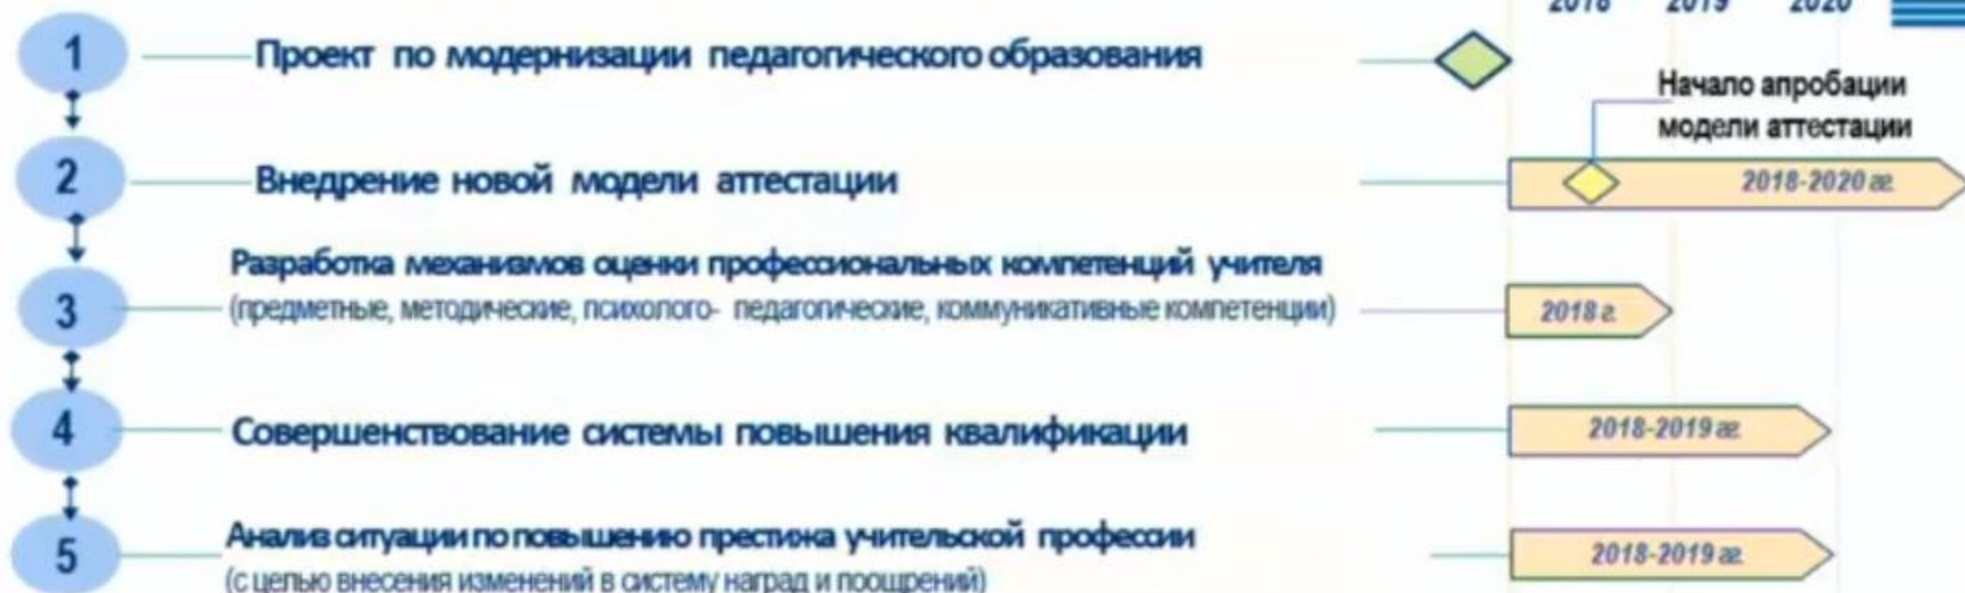 2018 2019 2020
1 Проект по модернизации педагогического образования
Начало апробации
модели аттестации
2 Внедрение новой модели аттестации 2018-2020 гг.
Разработка механизмов оценки профессиональных компетенций учителя
3 (предметные, методические, психолого- педагогические, коммуникативные компетенции) 2018 г.
4 Совершенствование системы повышения квалификации 2018-2019 гг.
Анализ ситуации по повышению престижа учительской профессии
5 2018-2019 гг.
(с целью внесения изменений в систему наград и поощрений)